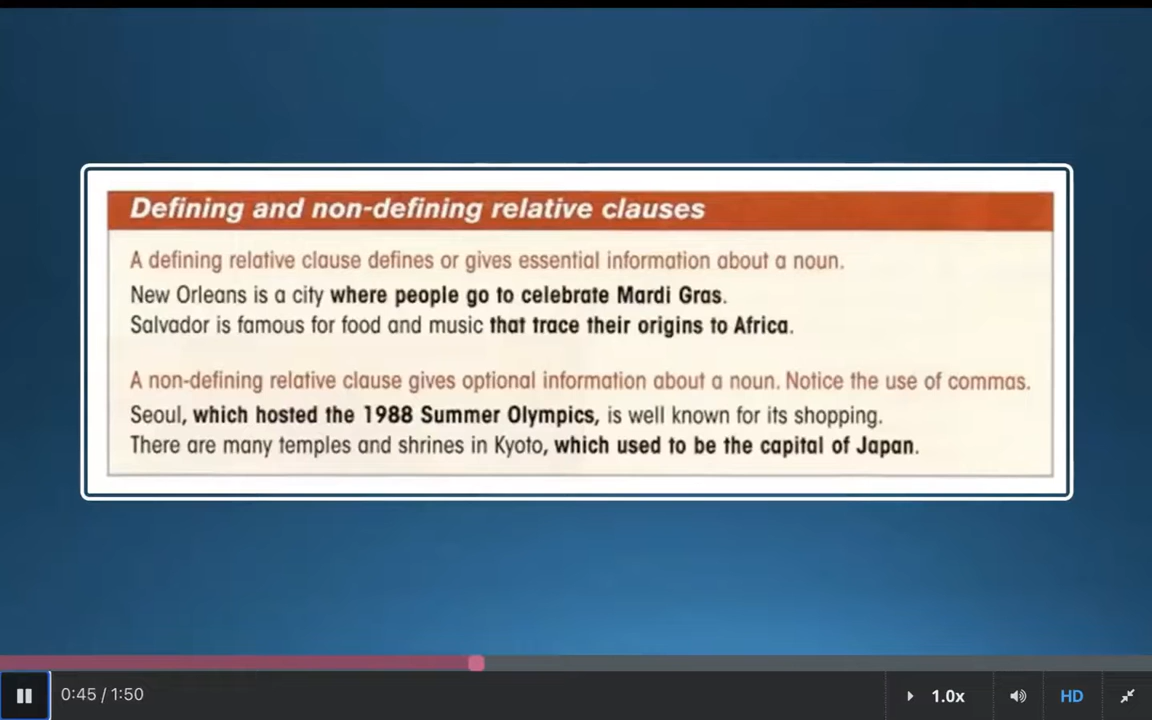 Defining and non-defining relative clauses
A defining relative clause defines or gives essential information about a noun.
New Orleans is a city where people go to celebrate Mardi Gras.
Salvador is famous for food and music that trace their origins to Africa.
A non-defining relative clause gives optional information about a noun. Notice the use of commas.
Seoul, which hosted the 1988 Summer Olympics, is well known for its shopping.
There are many temples and shrines in Kyoto, which used to be the capital of Japan.
0:45 / 1:50
1.0x
HD